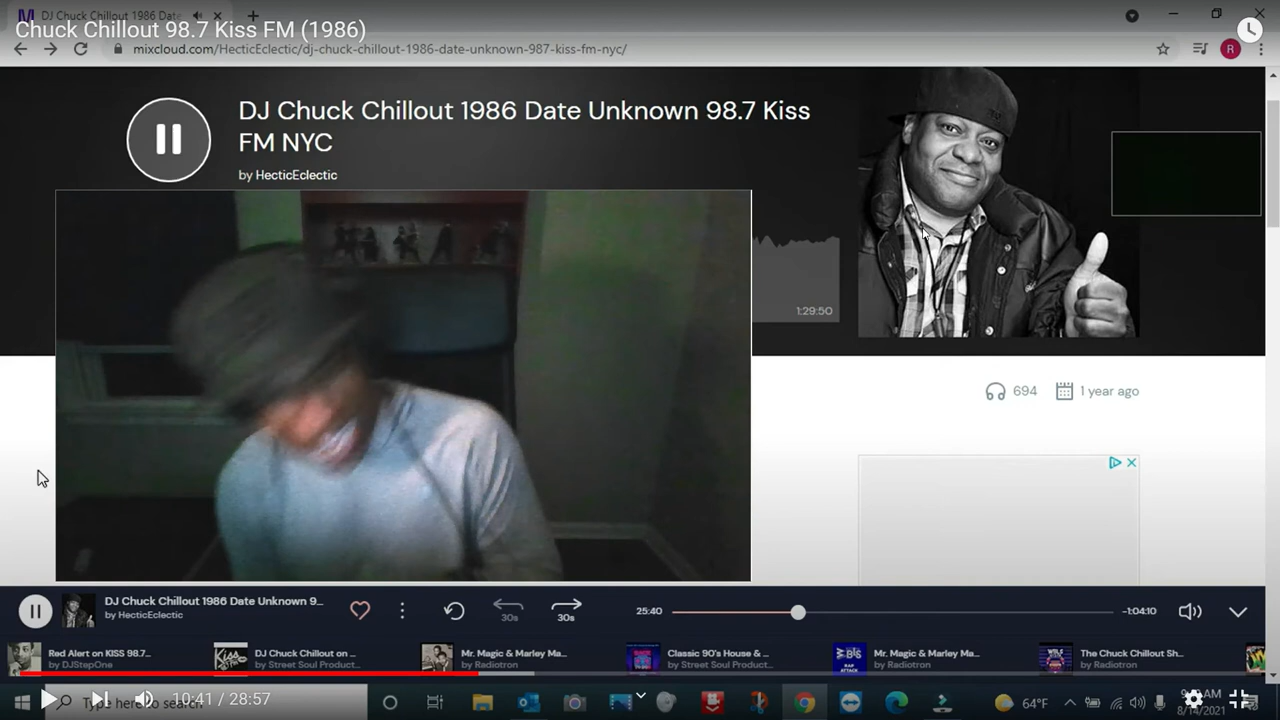 DJ Chuck Chillout 1986 Date
Chuck Chillout 98.7 Kiss FM (1986)
mixcloud.com/HecticEclectic/dj-chuck-chillout-1986-date-unknown-987-kiss-fm-nyc/
R
DJ Chuck Chillout 1986 Date Unknown 98.7 Kiss
FM NYC
by HecticEclectic
1:29:50
694 1 year ago
DJ Chuck Chillout 1986 Date Unknown 9...
by HecticEclectic
30s 30s 25:40 -1:04:10
Red Alert on KISS 98.7... DJ Chuck Chillout on ... Mr. Magic & Marley Ma... Classic 90's House & ... Mr. Magic & Marley Ma... The Chuck Chillout Sh...
by DJStepOne by Street Soul Product... by Radiotron by Street Soul Product... by Radiotron by Radiotron
Type here to search
10:41 / 28:57
64°F
8/14/2021